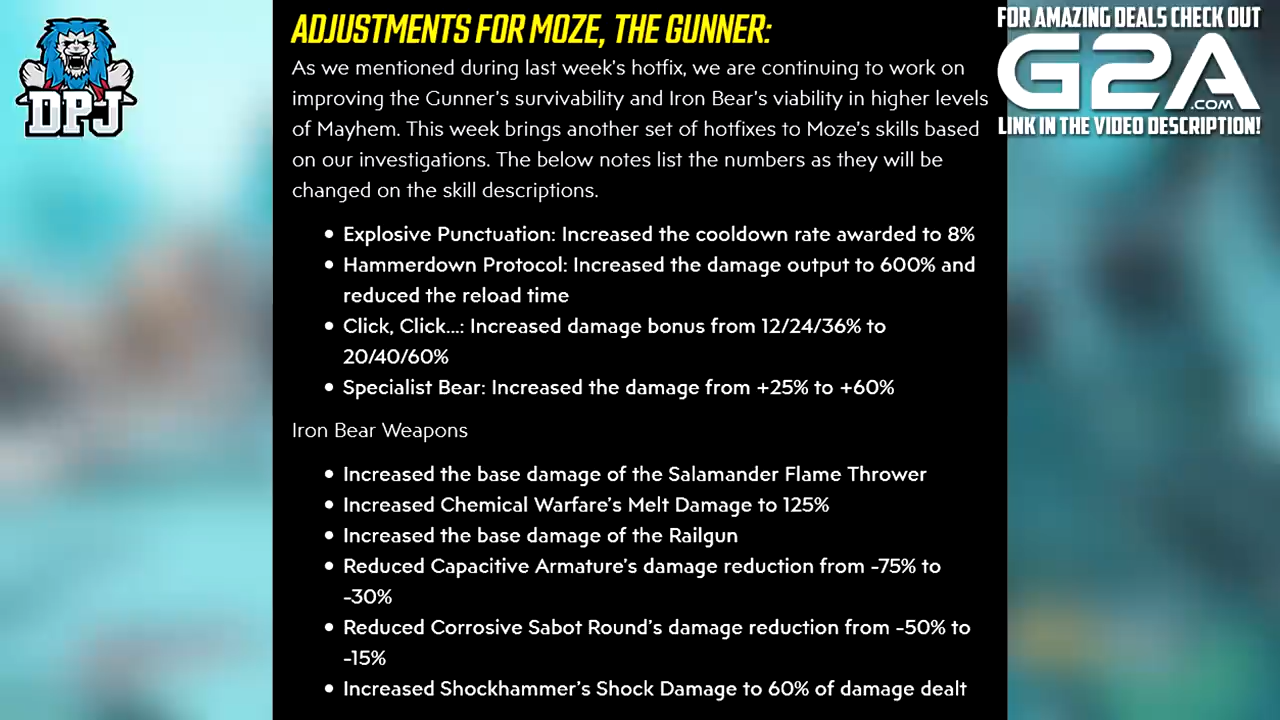 ADJUSTMENTS FOR MOZE, THE GUNNER:
As we mentioned during last week's hotfix, we are continuing to work on
improving the Gunner's survivability and Iron Bear's viability in higher levels
of Mayhem. This week brings another set of hotfixes to Moze's skills based
on our investigations. The below notes list the numbers as they will be
changed on the skill descriptions.
• Explosive Punctuation: Increased the cooldown rate awarded to 8%
• Hammerdown Protocol: Increased the damage output to 600% and
reduced the reload time
• Click, Click...: Increased damage bonus from 12/24/36% to
20/40/60%
• Specialist Bear: Increased the damage from +25% to +60%
Iron Bear Weapons
• Increased the base damage of the Salamander Flame Thrower
• Increased Chemical Warfare's Melt Damage to 125%
• Increased the base damage of the Railgun
• Reduced Capacitive Armature's damage reduction from -75% to
-30%
• Reduced Corrosive Sabot Round's damage reduction from -50% to
-15%
• Increased Shockhammer's Shock Damage to 60% of damage dealt
DPJ
FOR AMAZING DEALS CHECK OUT
G2A
.COM
LINK IN THE VIDEO DESCRIPTION!